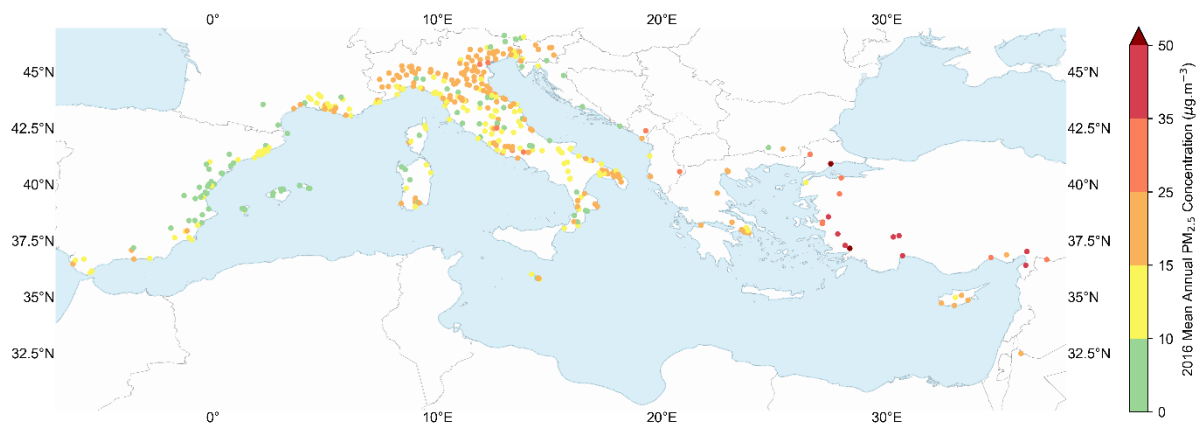 0° 10°E 20°E 30°E
45°N 45°N
42.5°N 42.5°N
40°N 40°N
37.5°N 37.5°N
35°N 35°N
32.5°N 32.5°N
0° 10°E 20°E 30°E
50
35
25
15
10
0
2016 Mean Annual PM₂.₅ Concentration (µg.m⁻³)